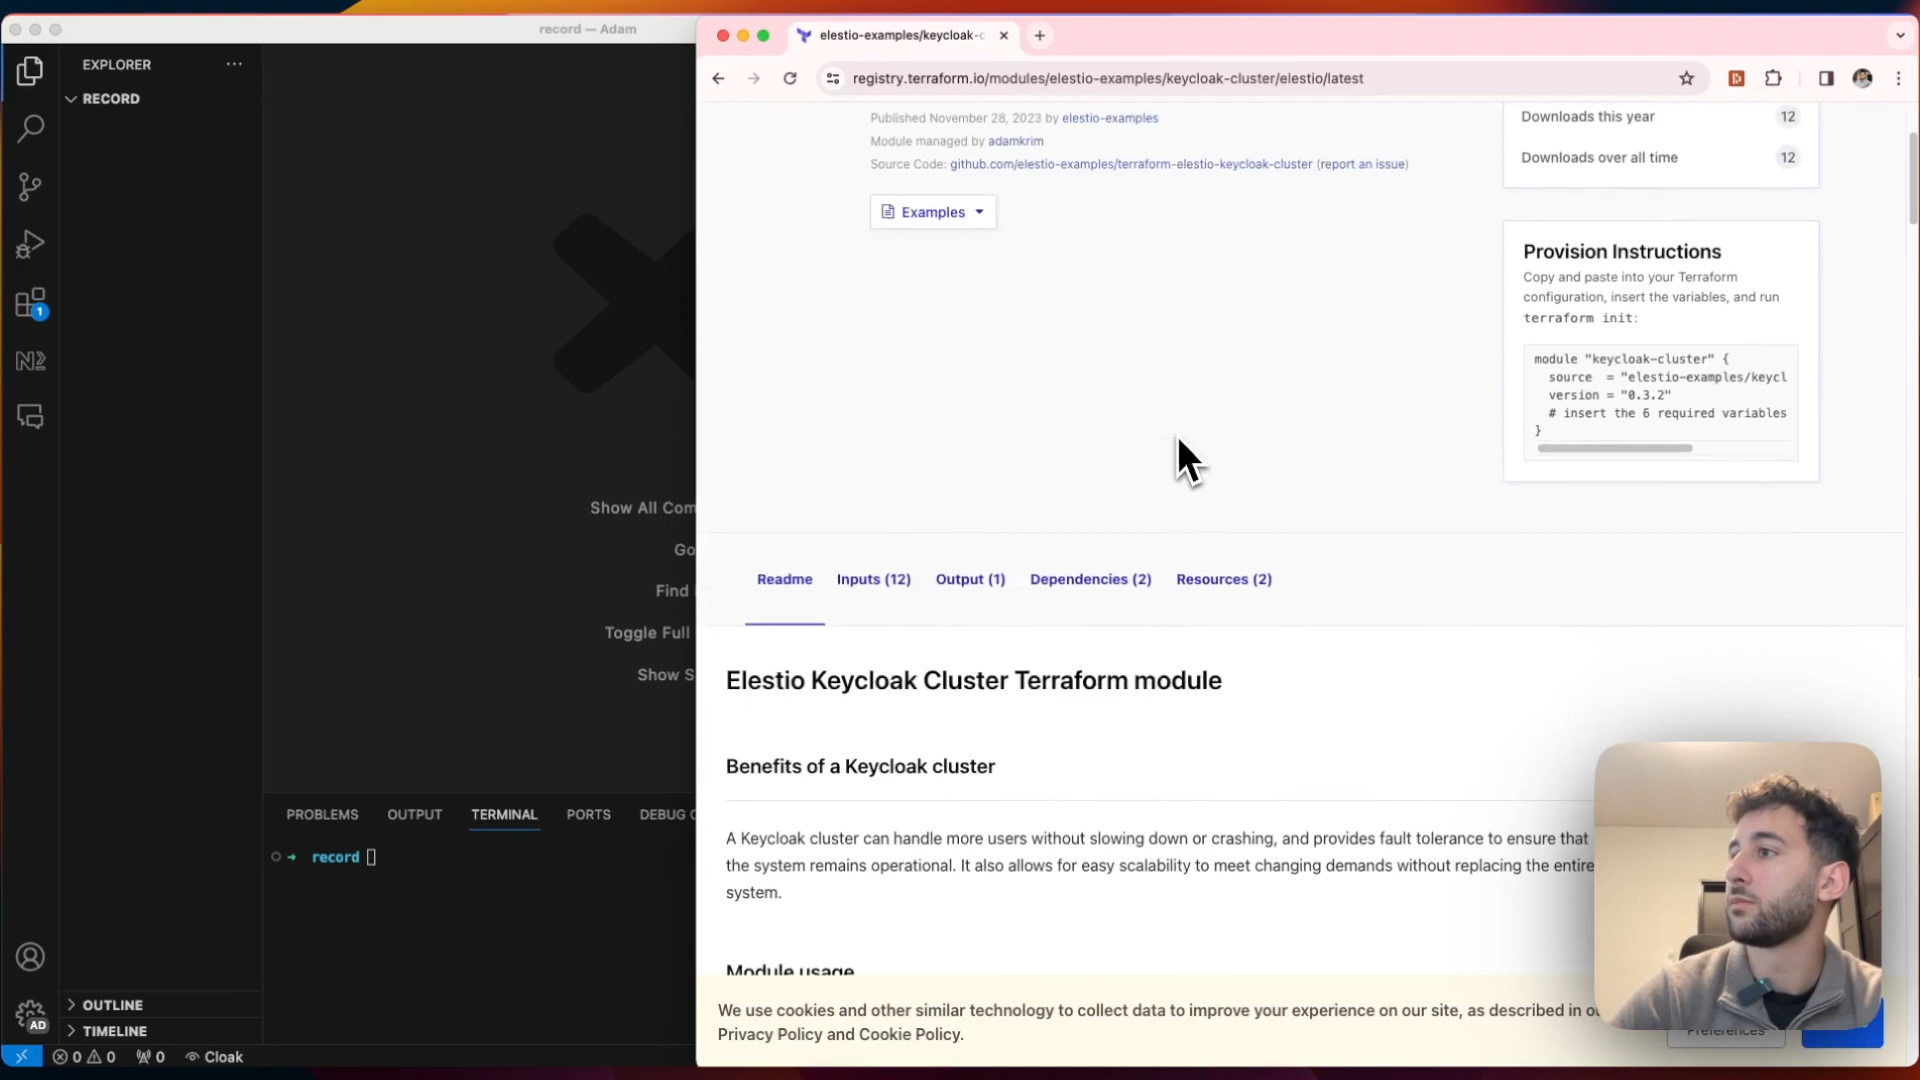 record — Adam
EXPLORER
RECORD
1
Show All Com
Go
Find
Toggle Full
Show S
PROBLEMS
OUTPUT
TERMINAL
PORTS
DEBUG C
record
OUTLINE
TIMELINE
AD
0
0
0
Cloak
elestio-examples/keycloak-c
registry.terraform.io/modules/elestio-examples/keycloak-cluster/elestio/latest
Published November 28, 2023 by elestio-examples
Module managed by adamkrim
Source Code: github.com/elestio-examples/terraform-elestio-keycloak-cluster (report an issue)
Examples
Downloads this year 12
Downloads over all time 12
Provision Instructions
Copy and paste into your Terraform
configuration, insert the variables, and run
terraform init:
module "keycloak-cluster" {
source = "elestio-examples/keycl
version = "0.3.2"
# insert the 6 required variables
}
Readme
Inputs (12)
Output (1)
Dependencies (2)
Resources (2)
Elestio Keycloak Cluster Terraform module
Benefits of a Keycloak cluster
A Keycloak cluster can handle more users without slowing down or crashing, and provides fault tolerance to ensure that
the system remains operational. It also allows for easy scalability to meet changing demands without replacing the entire
system.
Module usage
We use cookies and other similar technology to collect data to improve your experience on our site, as described in ou
Privacy Policy and Cookie Policy.
Preferences